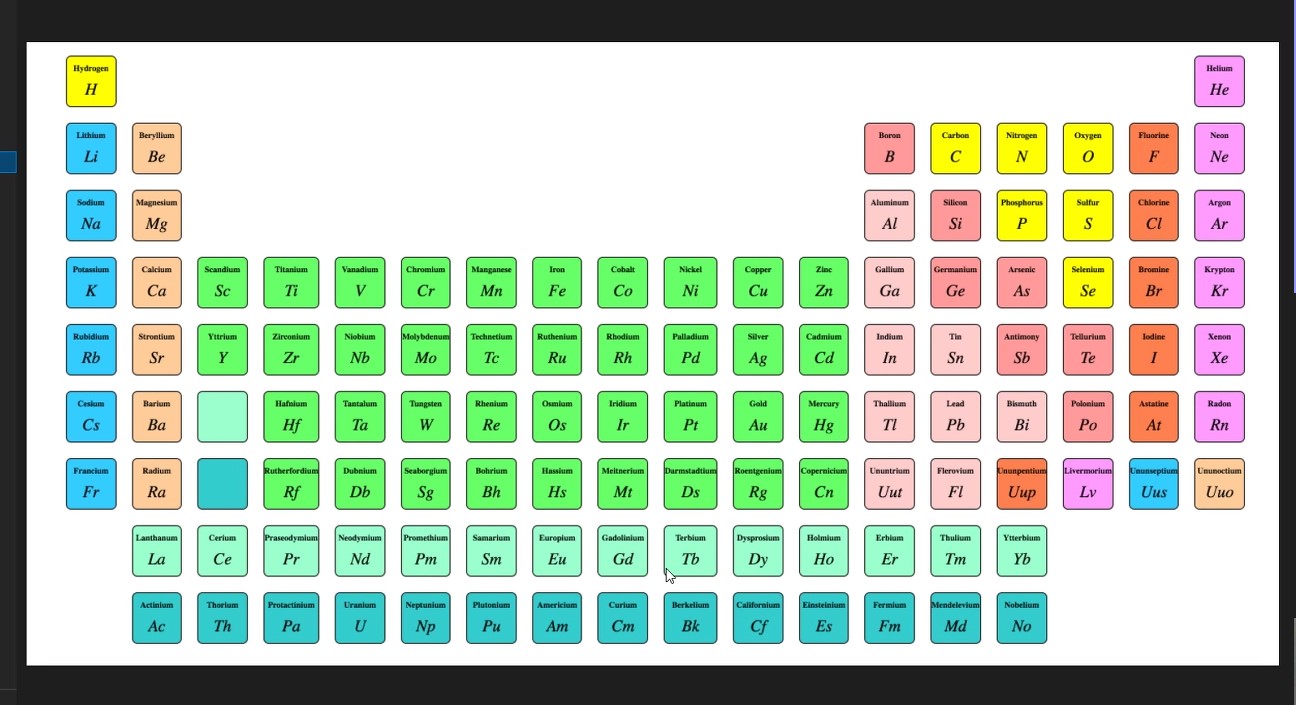 Hydrogen Helium
H He
Lithium Beryllium Boron Carbon Nitrogen Oxygen Fluorine Neon
Li Be B C N O F Ne
Sodium Magnesium Aluminum Silicon Phosphorus Sulfur Chlorine Argon
Na Mg Al Si P S Cl Ar
Potassium Calcium Scandium Titanium Vanadium Chromium Manganese Iron Cobalt Nickel Copper Zinc Gallium Germanium Arsenic Selenium Bromine Krypton
K Ca Sc Ti V Cr Mn Fe Co Ni Cu Zn Ga Ge As Se Br Kr
Rubidium Strontium Yttrium Zirconium Niobium Molybdenum Technetium Ruthenium Rhodium Palladium Silver Cadmium Indium Tin Antimony Tellurium Iodine Xenon
Rb Sr Y Zr Nb Mo Tc Ru Rh Pd Ag Cd In Sn Sb Te I Xe
Cesium Barium Hafnium Tantalum Tungsten Rhenium Osmium Iridium Platinum Gold Mercury Thallium Lead Bismuth Polonium Astatine Radon
Cs Ba Hf Ta W Re Os Ir Pt Au Hg Tl Pb Bi Po At Rn
Francium Radium Rutherfordium Dubnium Seaborgium Bohrium Hassium Meitnerium Darmstadtium Roentgenium Copernicium Ununtrium Flerovium Ununpentium Livermorium Ununseptium Ununoctium
Fr Ra Rf Db Sg Bh Hs Mt Ds Rg Cn Uut Fl Uup Lv Uus Uuo
Lanthanum Cerium Praseodymium Neodymium Promethium Samarium Europium Gadolinium Terbium Dysprosium Holmium Erbium Thulium Ytterbium
La Ce Pr Nd Pm Sm Eu Gd Tb Dy Ho Er Tm Yb
Actinium Thorium Protactinium Uranium Neptunium Plutonium Americium Curium Berkelium Californium Einsteinium Fermium Mendelevium Nobelium
Ac Th Pa U Np Pu Am Cm Bk Cf Es Fm Md No